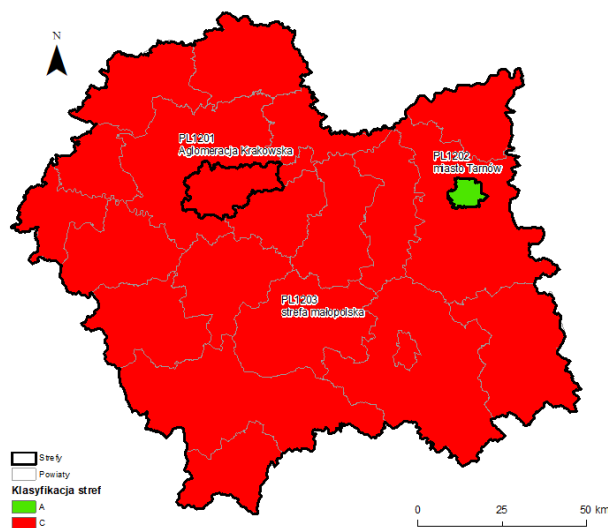 N
PL1201
Aglomeracja Krakowska
PL1202
miasto Tarnów
PL1203
strefa małopolska
Strefy
Powiaty
Klasyfikacja stref
A
C
0 25 50 km